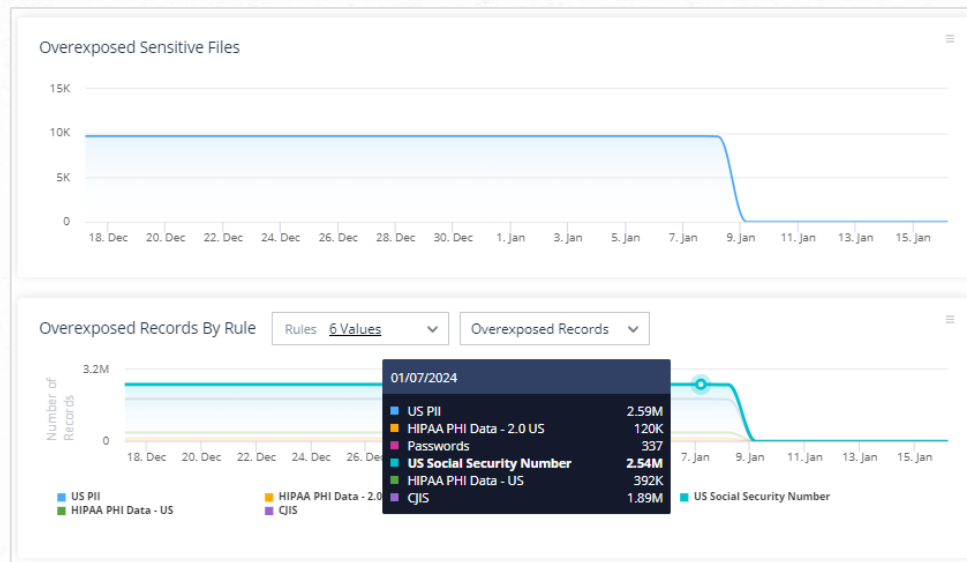 Overexposed Sensitive Files
15K
10K
5K
0
18. Dec 20. Dec 22. Dec 24. Dec 26. Dec 28. Dec 30. Dec 1. Jan 3. Jan 5. Jan 7. Jan 9. Jan 11. Jan 13. Jan 15. Jan
Overexposed Records By Rule Rules 6 Values Overexposed Records
Number of
Records
3.2M
0
01/07/2024
US PII 2.59M
HIPAA PHI Data - 2.0 US 120K
Passwords 337
US Social Security Number 2.54M
HIPAA PHI Data - US 392K
CJIS 1.89M
18. Dec 20. Dec 22. Dec 24. Dec 26. De 7. Jan 9. Jan 11. Jan 13. Jan 15. Jan
US PII HIPAA PHI Data - 2.0 US Social Security Number
HIPAA PHI Data - US CJIS